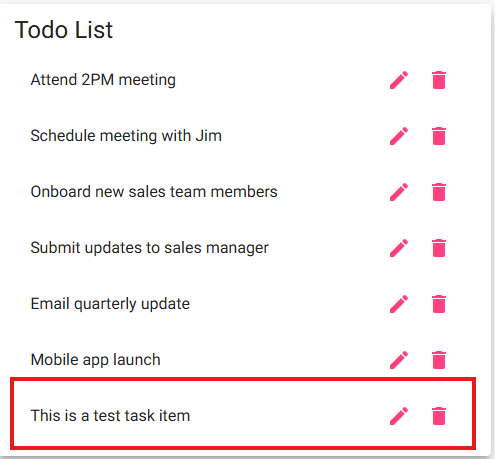 Todo List
Attend 2PM meeting
Schedule meeting with Jim
Onboard new sales team members
Submit updates to sales manager
Email quarterly update
Mobile app launch
This is a test task item